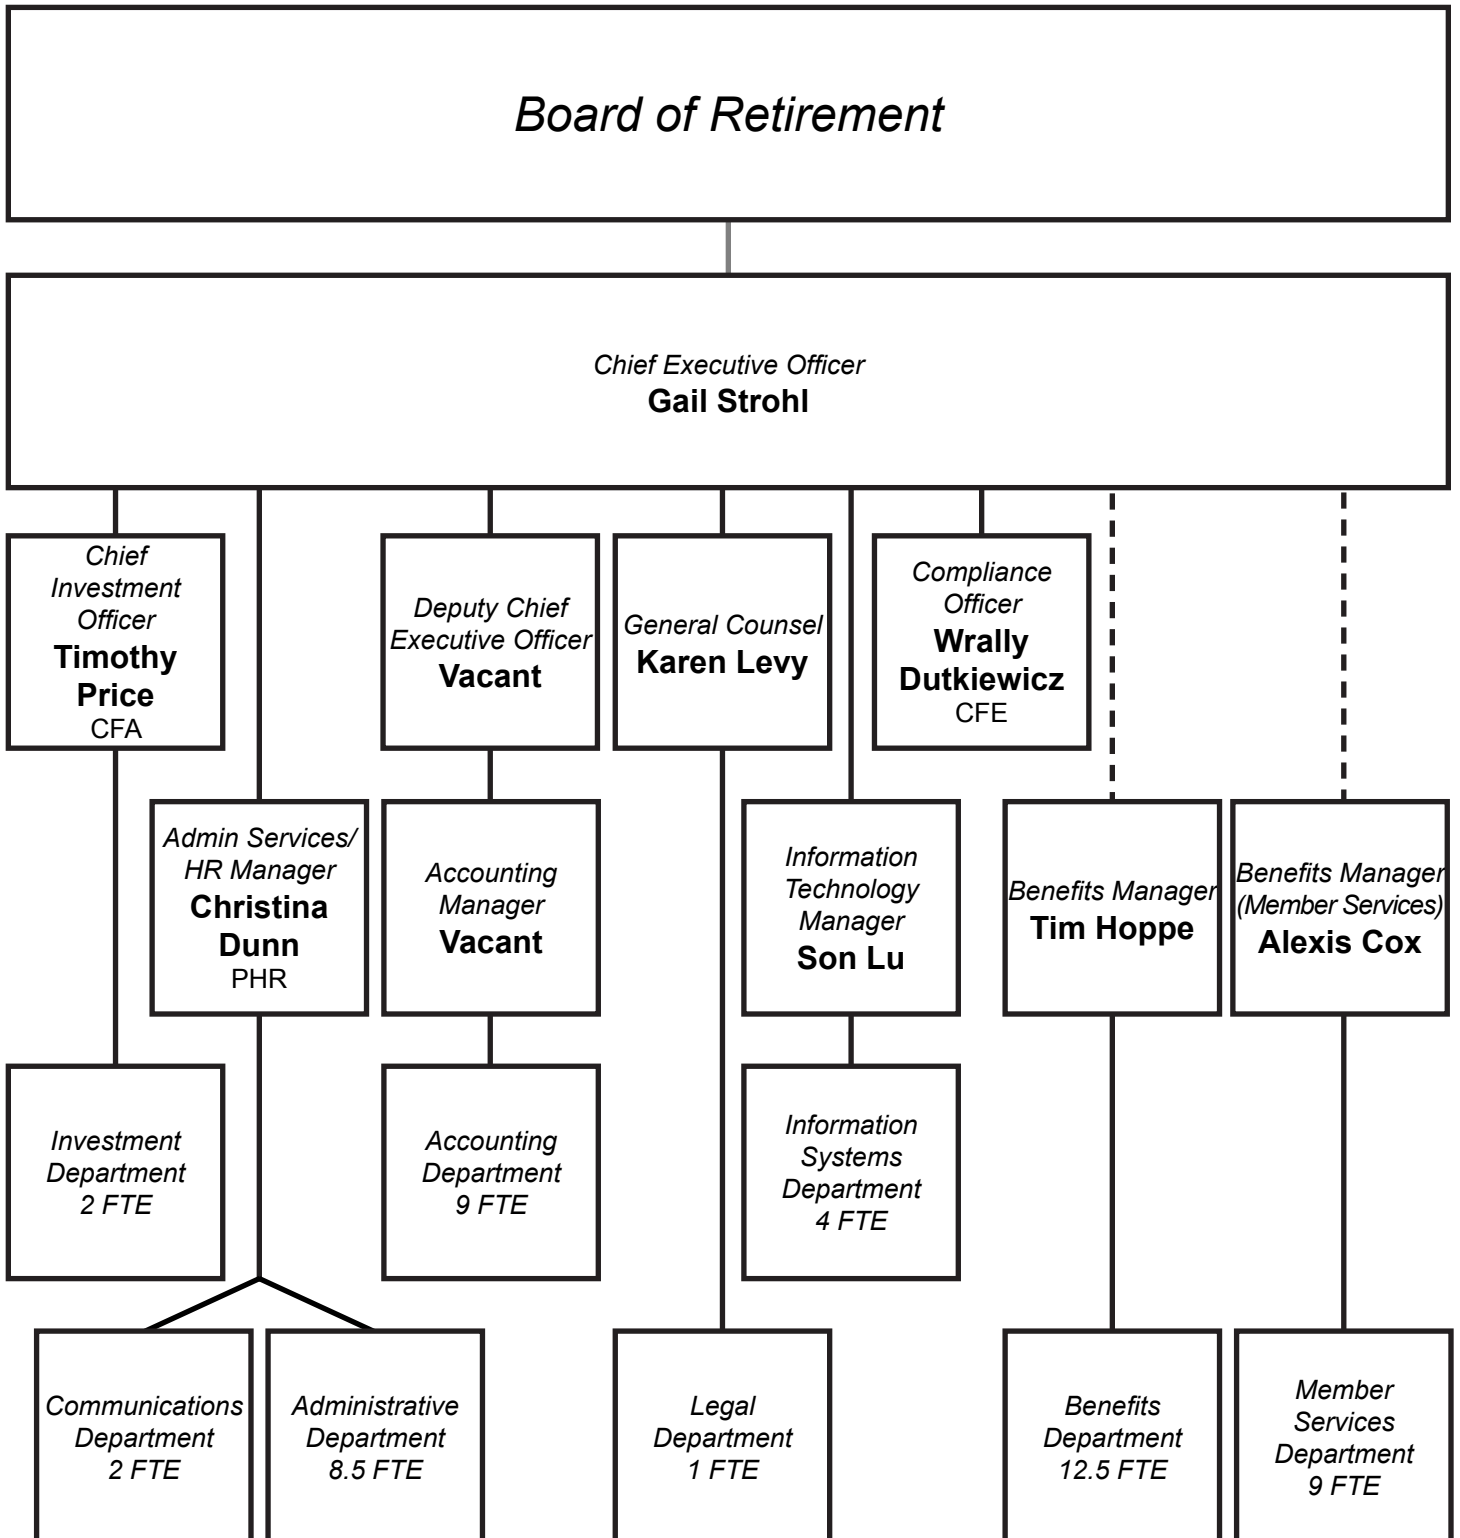 Board of Retirement
Chief Executive Officer
Gail Strohl
Chief
Investment
Officer
Timothy
Price
CFA
Deputy Chief
Executive Officer
Vacant
General Counsel
Karen Levy
Compliance
Officer
Wrally
Dutkiewicz
CFE
Admin Services/
HR Manager
Christina
Dunn
PHR
Accounting
Manager
Vacant
Information
Technology
Manager
Son Lu
Benefits Manager
Tim Hoppe
Benefits Manager
(Member Services)
Alexis Cox
Investment
Department
2 FTE
Accounting
Department
9 FTE
Information
Systems
Department
4 FTE
Communications
Department
2 FTE
Administrative
Department
8.5 FTE
Legal
Department
1 FTE
Benefits
Department
12.5 FTE
Member
Services
Department
9 FTE